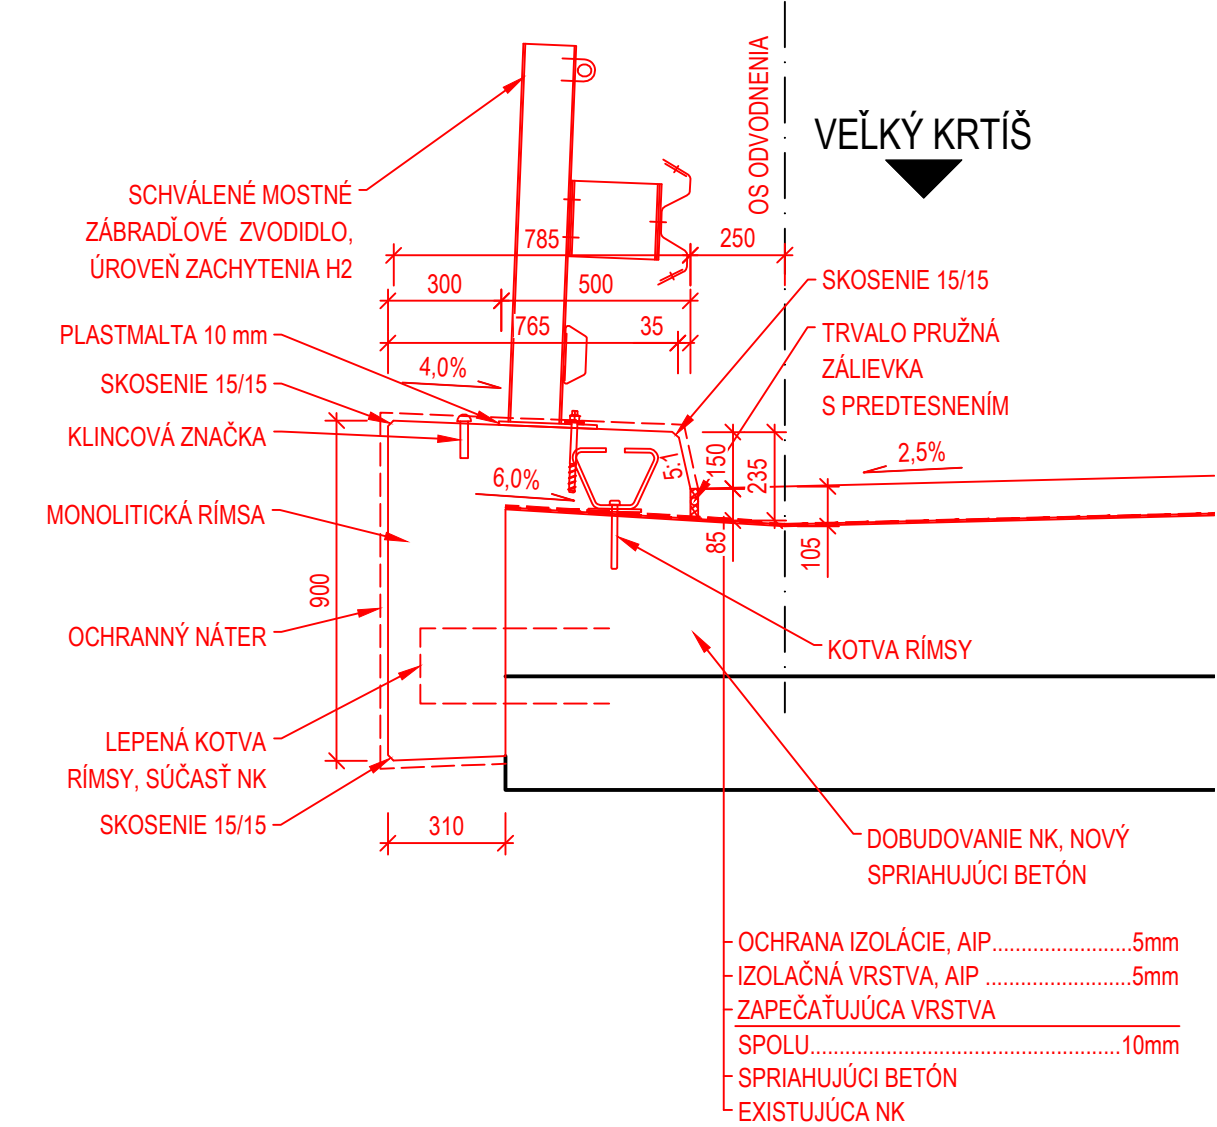 OS ODVODNENIA
VEĽKÝ KRTÍŠ
SCHVÁLENÉ MOSTNÉ
ZÁBRADĽOVÉ ZVODIDLO,
ÚROVEŇ ZACHYTENIA H2
785
250
300
500
SKOSENIE 15/15
765
35
PLASTMALTA 10 mm
TRVALO PRUŽNÁ
ZÁLIEVKA
S PREDTESNENÍM
4,0%
SKOSENIE 15/15
KLINCOVÁ ZNAČKA
2,5%
5:1
150
235
6,0%
MONOLITICKÁ RÍMSA
85
105
900
OCHRANNÝ NÁTER
KOTVA RÍMSY
LEPENÁ KOTVA
RÍMSY, SÚČASŤ NK
SKOSENIE 15/15
310
DOBUDOVANIE NK, NOVÝ
SPRIAHUJÚCI BETÓN
OCHRANA IZOLÁCIE, AIP........................5mm
IZOLAČNÁ VRSTVA, AIP .........................5mm
ZAPEČAŤUJÚCA VRSTVA
SPOLU.....................................................10mm
SPRIAHUJÚCI BETÓN
EXISTUJÚCA NK